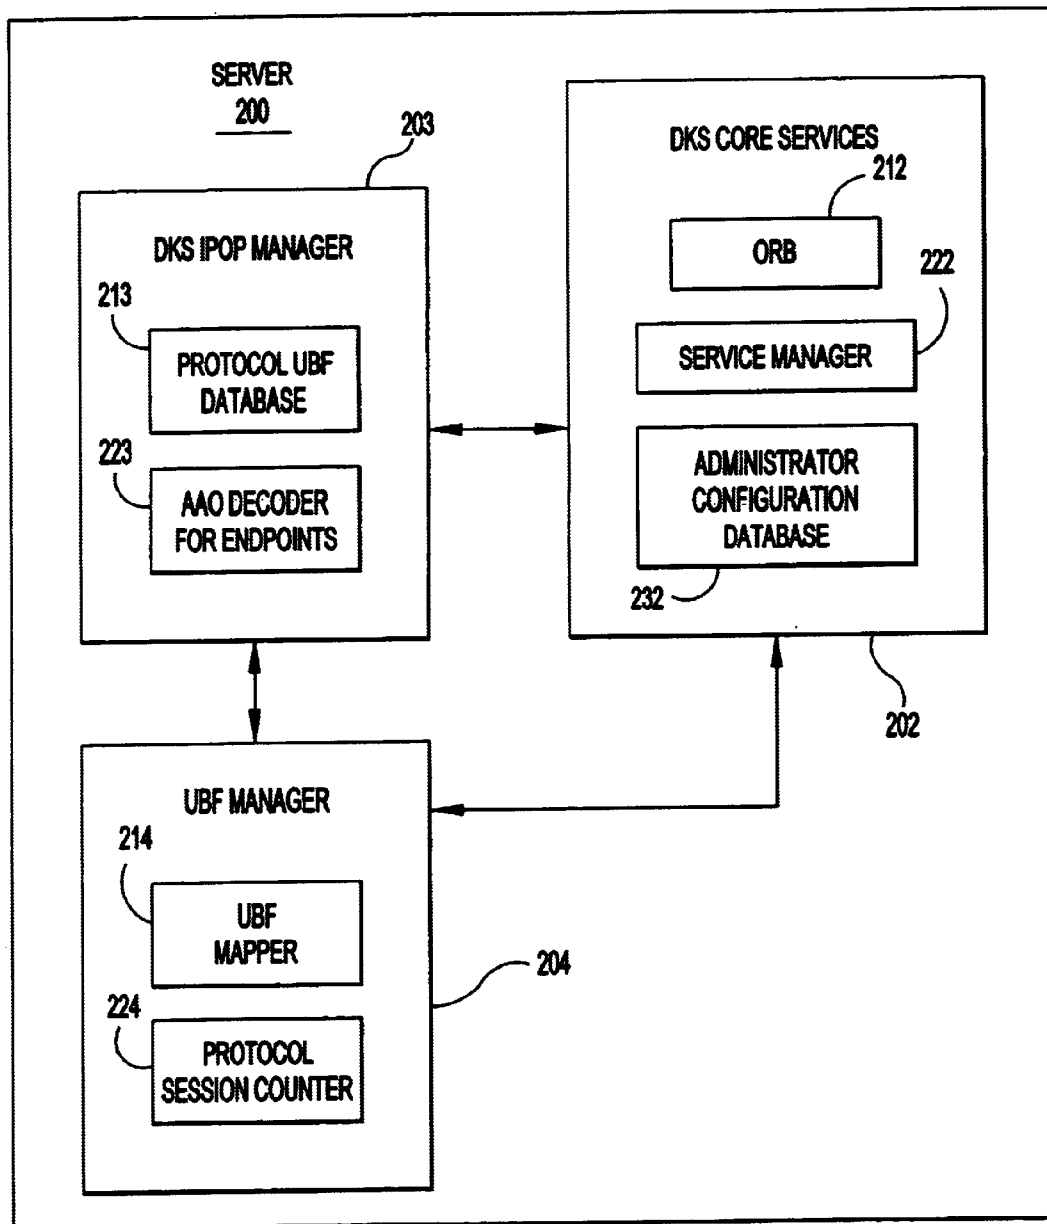 SERVER
200
203
DKS IPOP MANAGER
213
PROTOCOL UBF
DATABASE
223
AAO DECODER
FOR ENDPOINTS
DKS CORE SERVICES
212
ORB
222
SERVICE MANAGER
ADMINISTRATOR
CONFIGURATION
DATABASE
232
202
UBF MANAGER
214
UBF
MAPPER
204
224
PROTOCOL
SESSION COUNTER